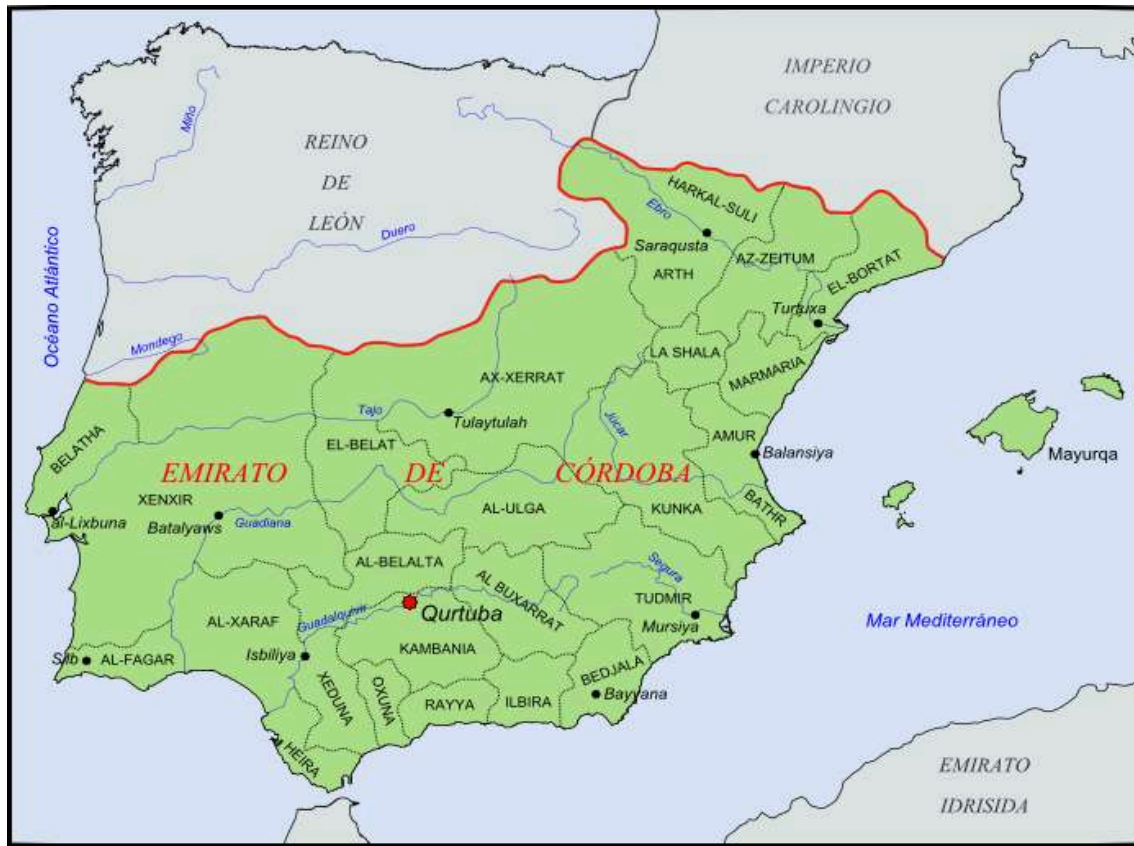 IMPERIO
CAROLINGIO
REINO
DE
LEÓN
Miño
Duero
Mondego
Océano Atlántico
HARKAL-SULI
Ebro
Saraqusta
ARTH
AZ-ZEITUM
EL-BORTAT
Turtuxa
LA SHALA
MARMARIA
AX-XERRAT
Tajo
Tulaytulah
Júcar
BELATHA
EL-BELAT
AMUR
Balansiya
Mayurqa
EMIRATO DE CÓRDOBA
XENXIR
al-Lixbuna
Batalyaws
Guadiana
AL-ULGA
KUNKA
BATHR
AL-BELALTA
AL BUXARRAT
Segura
Guadalquivir
Qurtuba
TUDMIR
Mursiya
Mar Mediterráneo
AL-XARAF
Isbiliya
KAMBANIA
Silb
AL-FAGAR
XEDUNA
OXUNA
RAYYA
ILBIRA
BEDJALA
Bayyana
HEIRA
EMIRATO
IDRISIDA